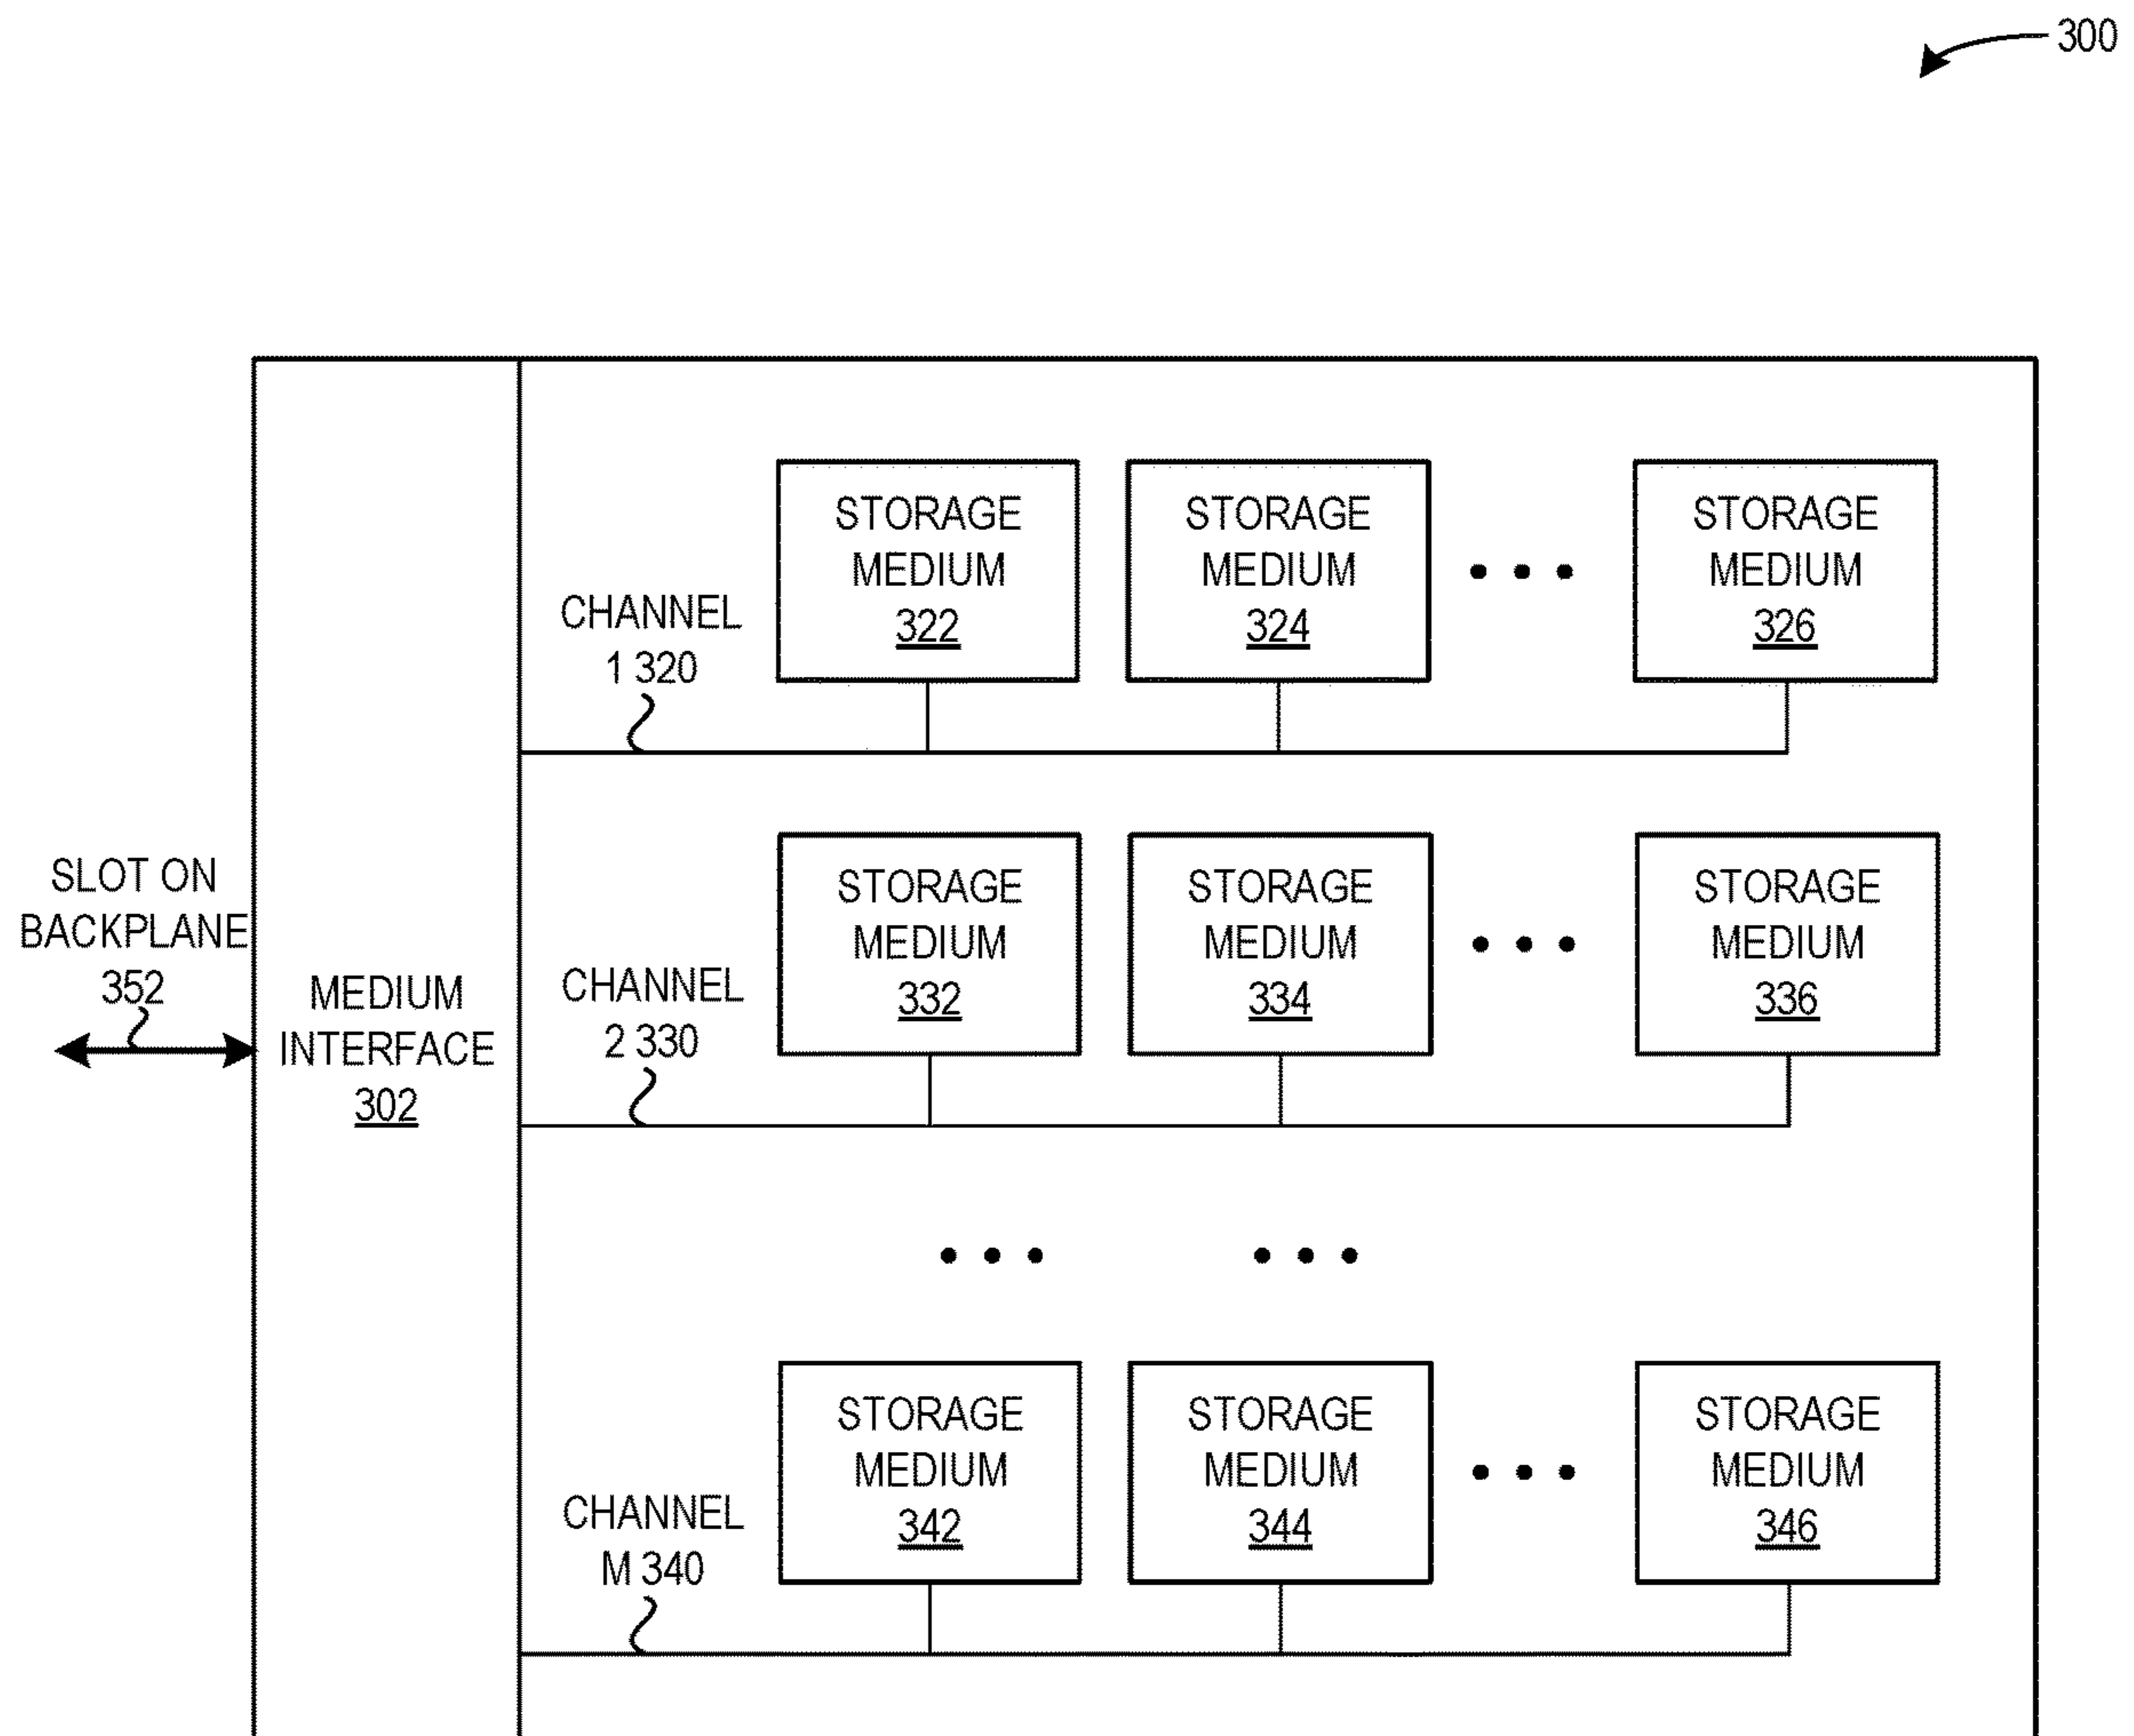 300
STORAGE
MEDIUM
322
STORAGE
MEDIUM
324
STORAGE
MEDIUM
326
CHANNEL
1 320
SLOT ON
BACKPLANE
352
MEDIUM
INTERFACE
302
STORAGE
MEDIUM
332
STORAGE
MEDIUM
334
STORAGE
MEDIUM
336
CHANNEL
2 330
STORAGE
MEDIUM
342
STORAGE
MEDIUM
344
STORAGE
MEDIUM
346
CHANNEL
M 340